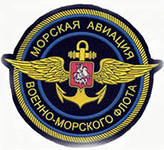 МОРСКАЯ АВИАЦИЯ
ВОЕННО-МОРСКОГО ФЛОТА